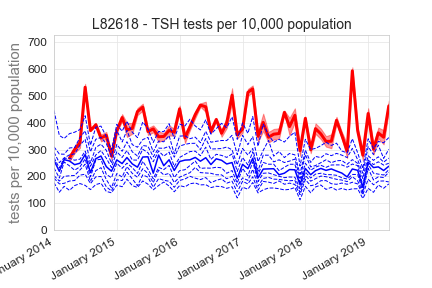 L82618 - TSH tests per 10,000 population
tests per 10,000 population
700
600
500
400
300
200
100
0
nuary 2014
January 2015
January 2016
January 2017
January 2018
January 2019